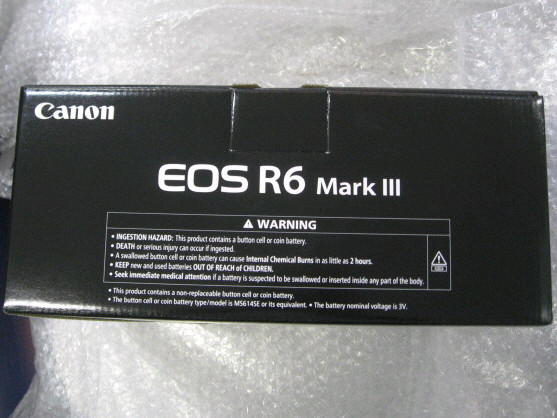 Canon
EOS R6 Mark III
WARNING
• INGESTION HAZARD: This product contains a button cell or coin battery.
• DEATH or serious injury can occur if ingested.
• A swallowed button cell or coin battery can cause Internal Chemical Burns in as little as 2 hours.
• KEEP new and used batteries OUT OF REACH of CHILDREN.
• Seek immediate medical attention if a battery is suspected to be swallowed or inserted inside any part of the body.
• This product contains a non-replaceable button cell or coin battery.
• The button cell or coin battery type/model is MS614SE or its equivalent. • The battery nominal voltage is 3V.